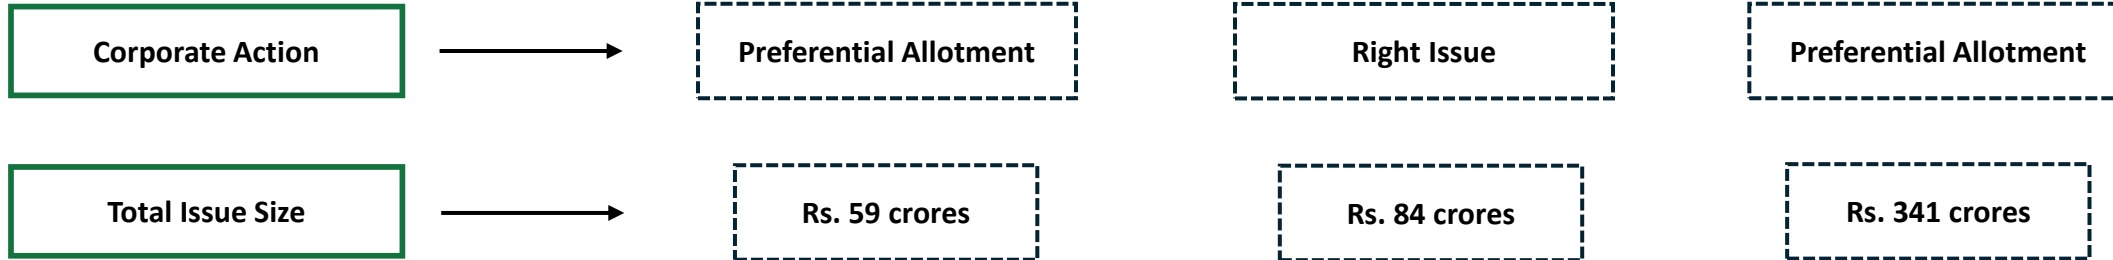 Corporate Action
Preferential Allotment
Right Issue
Preferential Allotment
Total Issue Size
Rs. 59 crores
Rs. 84 crores
Rs. 341 crores